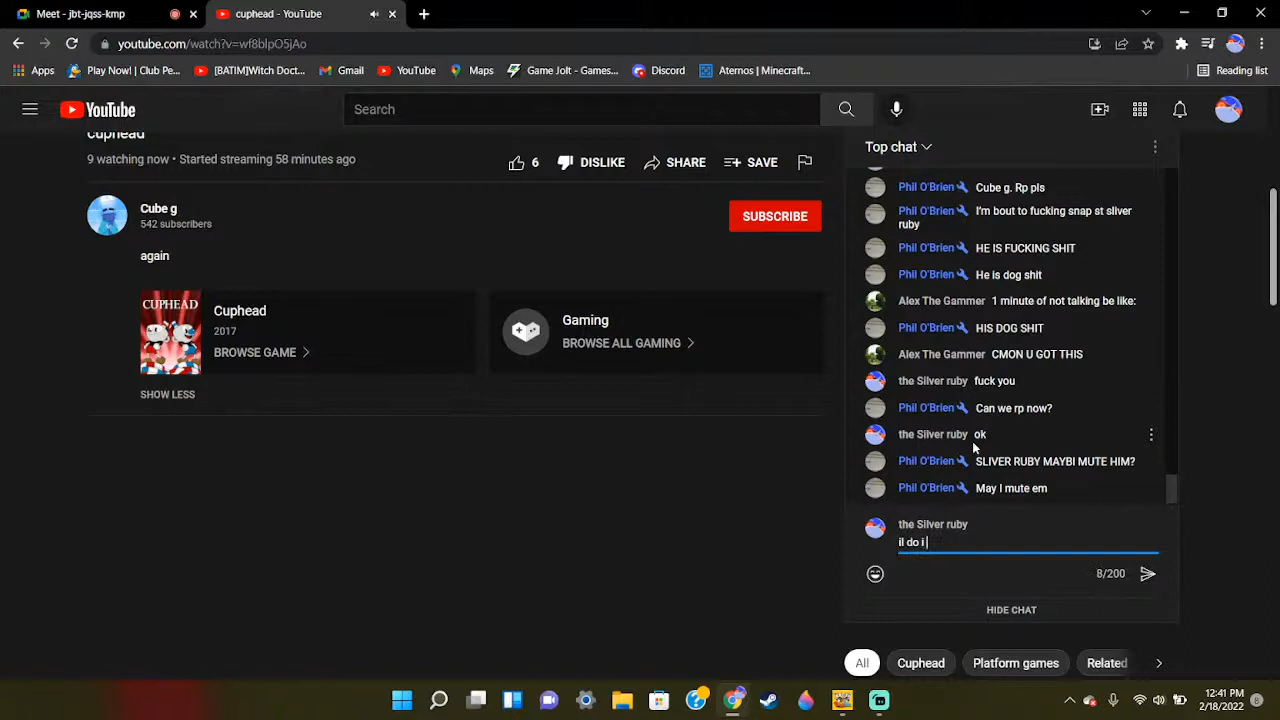 Meet - jbt-jqss-kmp
cuphead - YouTube
youtube.com/watch?v=wf8blpO5jAo
Apps
Play Now! | Club Pe...
[BATIM]Witch Doct...
Gmail
YouTube
Maps
Game Jolt - Games...
Discord
Aternos | Minecraft...
Reading list
YouTube
Search
cuphead
9 watching now • Started streaming 58 minutes ago
6
DISLIKE
SHARE
SAVE
Cube g
542 subscribers
SUBSCRIBE
again
CUPHEAD
Cuphead
2017
BROWSE GAME
Gaming
BROWSE ALL GAMING
SHOW LESS
Top chat
Phil O'Brien Cube g. Rp pls
Phil O'Brien I'm bout to fucking snap st silver
ruby
Phil O'Brien HE IS FUCKING SHIT
Phil O'Brien He is dog shit
Alex The Gammer 1 minute of not talking be like:
Phil O'Brien HIS DOG SHIT
Alex The Gammer CMON U GOT THIS
the Silver ruby fuck you
Phil O'Brien Can we rp now?
the Silver ruby ok
Phil O'Brien SLIVER RUBY MAYBI MUTE HIM?
Phil O'Brien May I mute em
the Silver ruby
il do i
8/200
HIDE CHAT
All
Cuphead
Platform games
Related
12:41 PM
2/18/2022
8